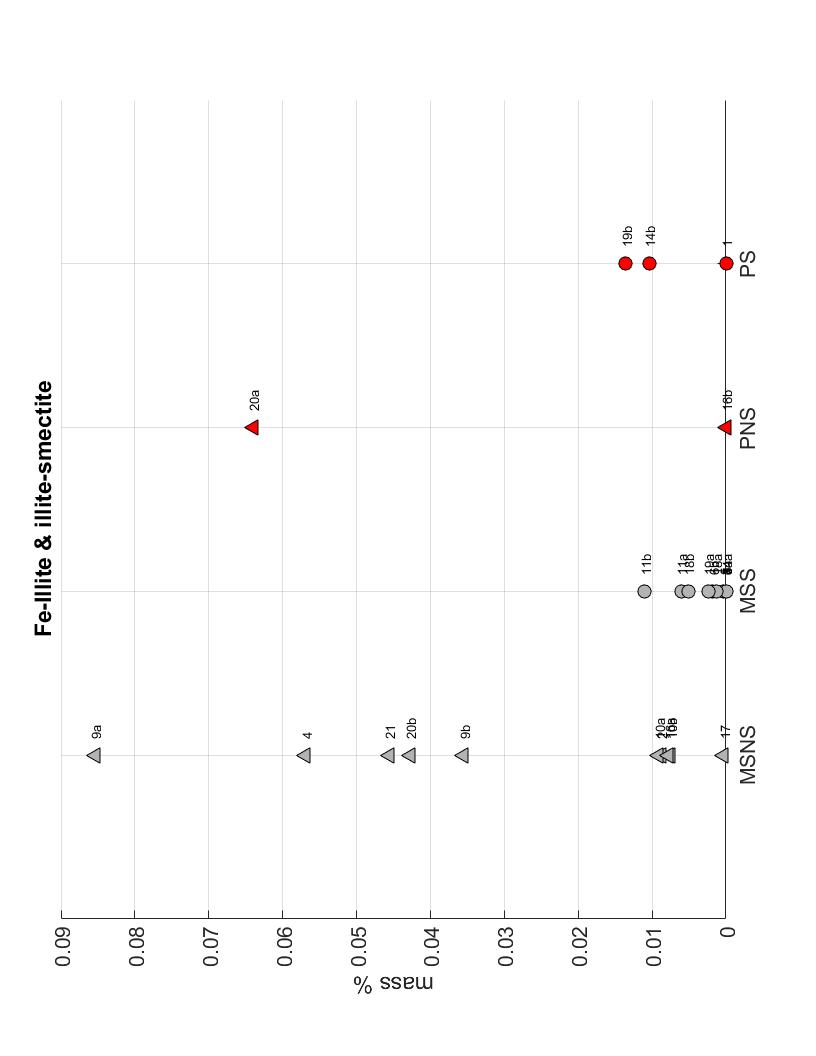 Fe-Illite & illite-smectite
0.09
0.08
0.07
0.06
0.05
0.04
0.03
0.02
0.01
0
mass %
9a
4
21
20b
9b
10a
10b
17
11b
11a
18b
19a
20a
16b
19b
14b
1
MSNS
MSS
PNS
PS